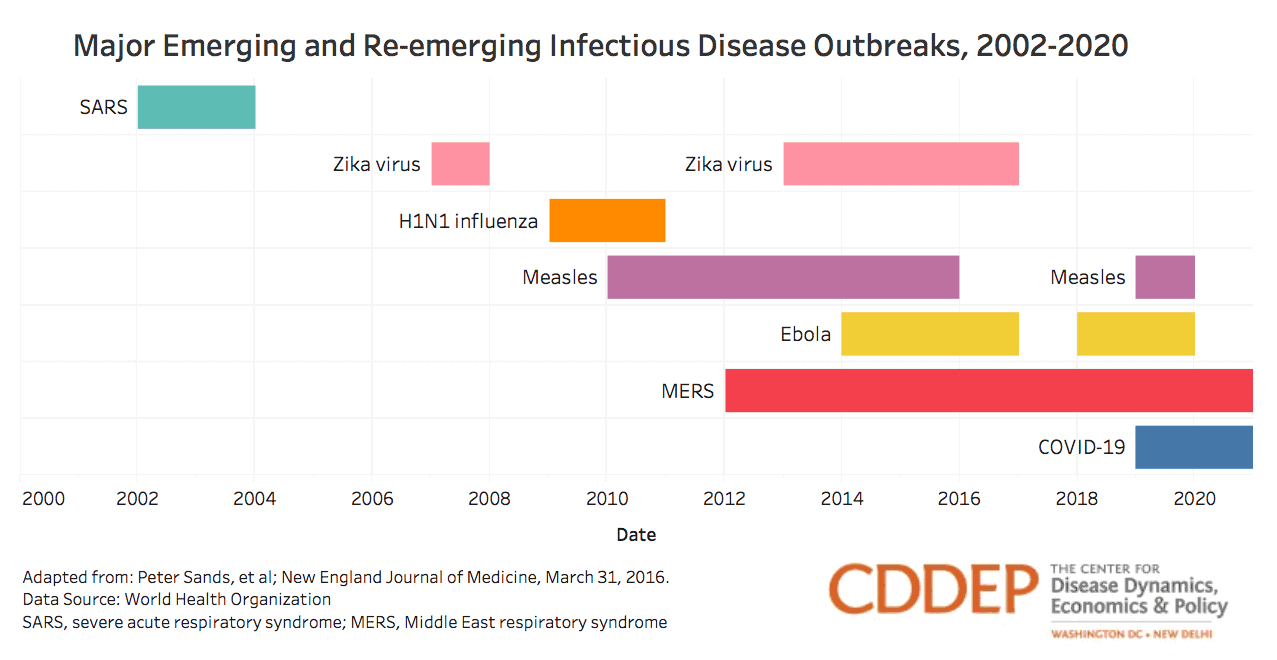 Major Emerging and Re-emerging Infectious Disease Outbreaks, 2002-2020
SARS
Zika virus
Zika virus
H1N1 influenza
Measles
Measles
Ebola
MERS
COVID-19
2000 2002 2004 2006 2008 2010 2012 2014 2016 2018 2020
Date
Adapted from: Peter Sands, et al; New England Journal of Medicine, March 31, 2016.
Data Source: World Health Organization
SARS, severe acute respiratory syndrome; MERS, Middle East respiratory syndrome
CDDEP
THE CENTER FOR
Disease Dynamics,
Economics & Policy
WASHINGTON DC • NEW DELHI